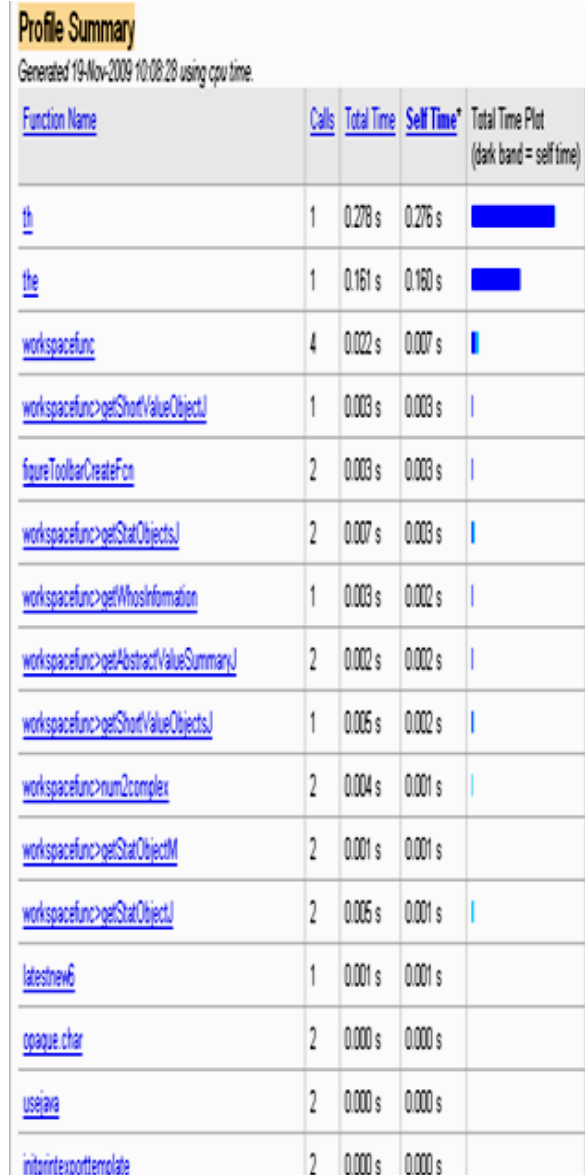 Profile Summary
Generated 19-Nov-2009 10:08:28 using cpu time.
Function Name Calls Total Time Self Time* Total Time Plot
(dark band = self time)
th 1 0.278 s 0.276 s
the 1 0.161 s 0.160 s
workspacefunc 4 0.022 s 0.007 s
workspacefunc>getShortValueObjectJ 1 0.003 s 0.003 s
figureToolbarCreateFcn 2 0.003 s 0.003 s
workspacefunc>getStatObjectsJ 2 0.007 s 0.003 s
workspacefunc>getWhosInformation 1 0.003 s 0.002 s
workspacefunc>getAbstractValueSummaryJ 2 0.002 s 0.002 s
workspacefunc>getShortValueObjectsJ 1 0.005 s 0.002 s
workspacefunc>num2complex 2 0.004 s 0.001 s
workspacefunc>getStatObjectM 2 0.001 s 0.001 s
workspacefunc>getStatObjectJ 2 0.005 s 0.001 s
latestnew6 1 0.001 s 0.001 s
opaque.char 2 0.000 s 0.000 s
usejava 2 0.000 s 0.000 s
initprintexporttemplate 2 0.000 s 0.000 s